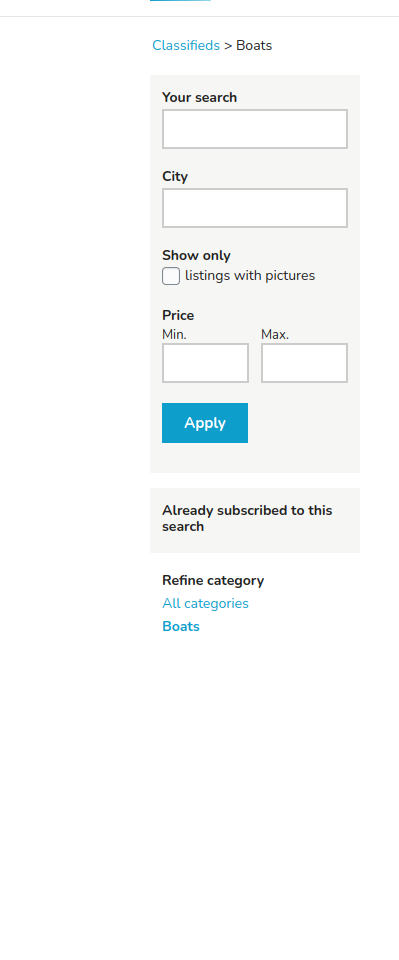 Classifieds > Boats
Your search
City
Show only
listings with pictures
Price
Min. Max.
Apply
Already subscribed to this
search
Refine category
All categories
Boats